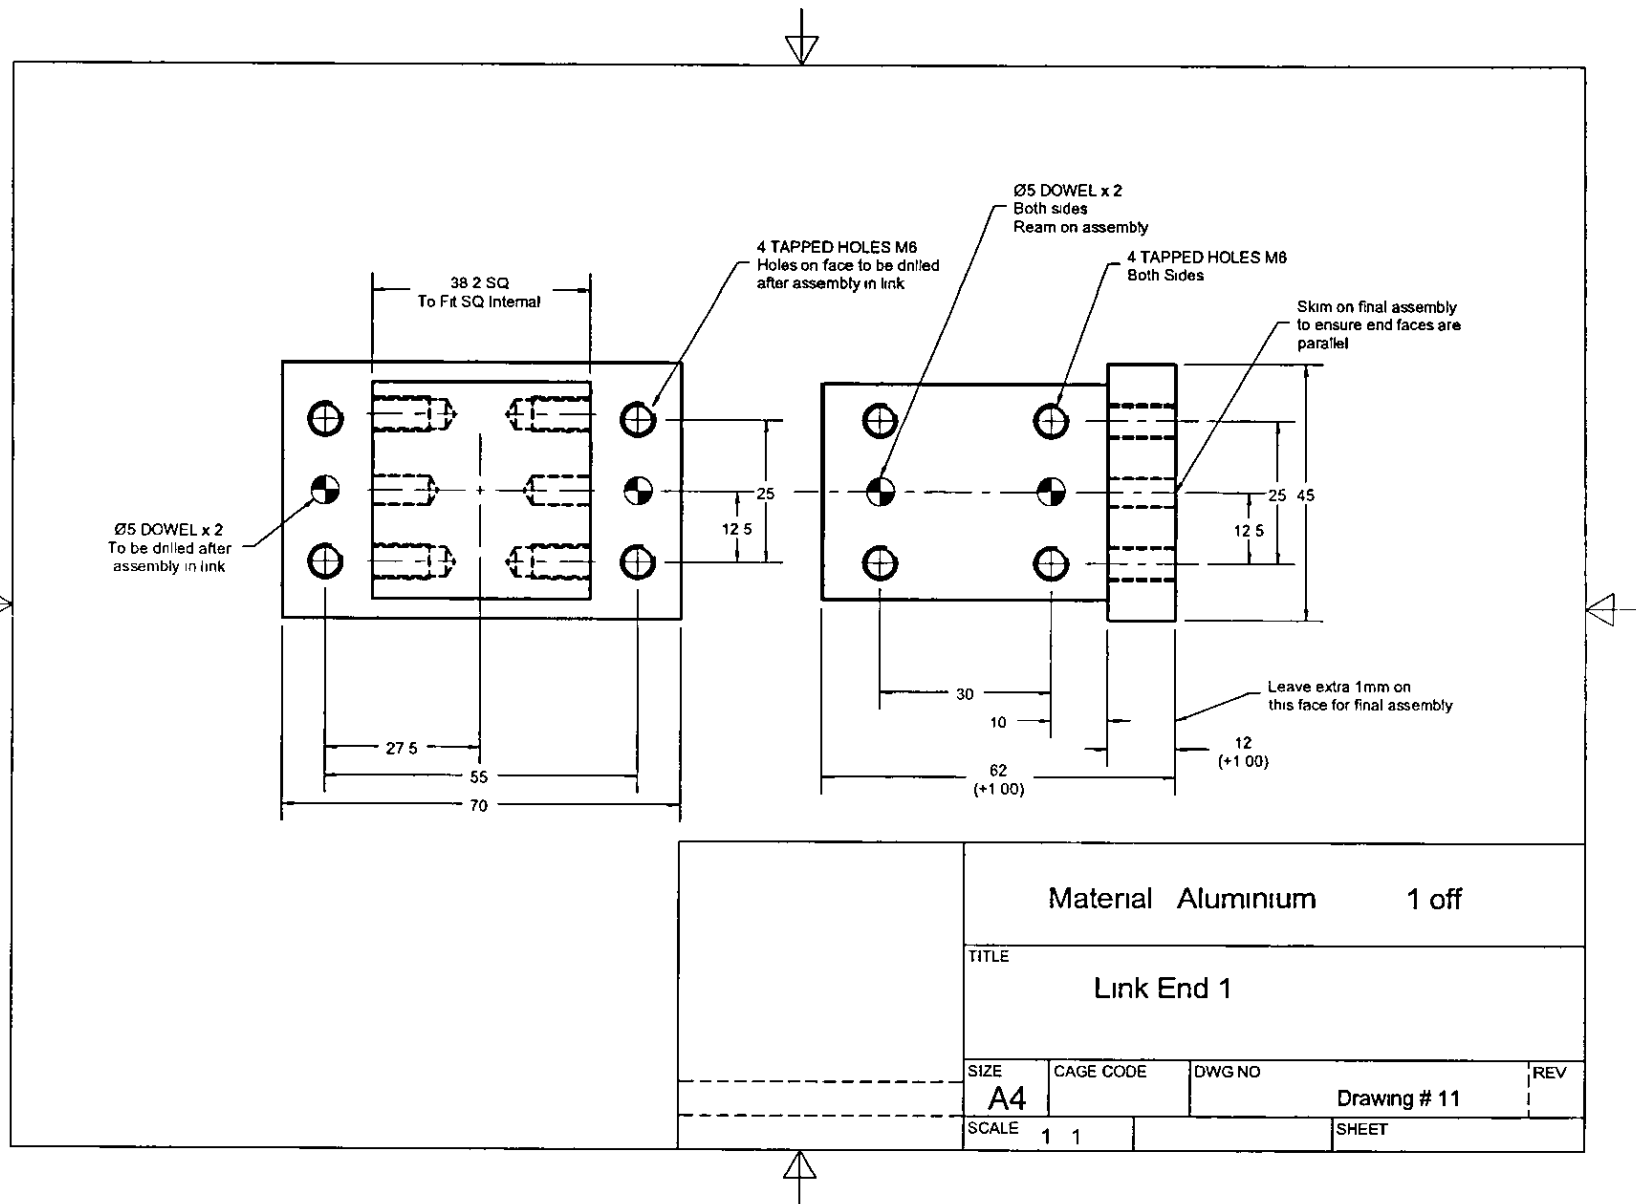 Ø5 DOWEL x 2
Both sides
Ream on assembly
4 TAPPED HOLES M6
Holes on face to be drilled
after assembly in link
4 TAPPED HOLES M6
Both Sides
38 2 SQ
To Fit SQ Internal
Skim on final assembly
to ensure end faces are
parallel
25
12 5
25
45
12 5
Ø5 DOWEL x 2
To be drilled after
assembly in link
30
10
Leave extra 1mm on
this face for final assembly
27 5
55
70
62
(+1 00)
12
(+1 00)
Material Aluminium 1 off
TITLE
Link End 1
SIZE
A4
CAGE CODE
DWG NO
Drawing # 11
REV
SCALE 1 1
SHEET